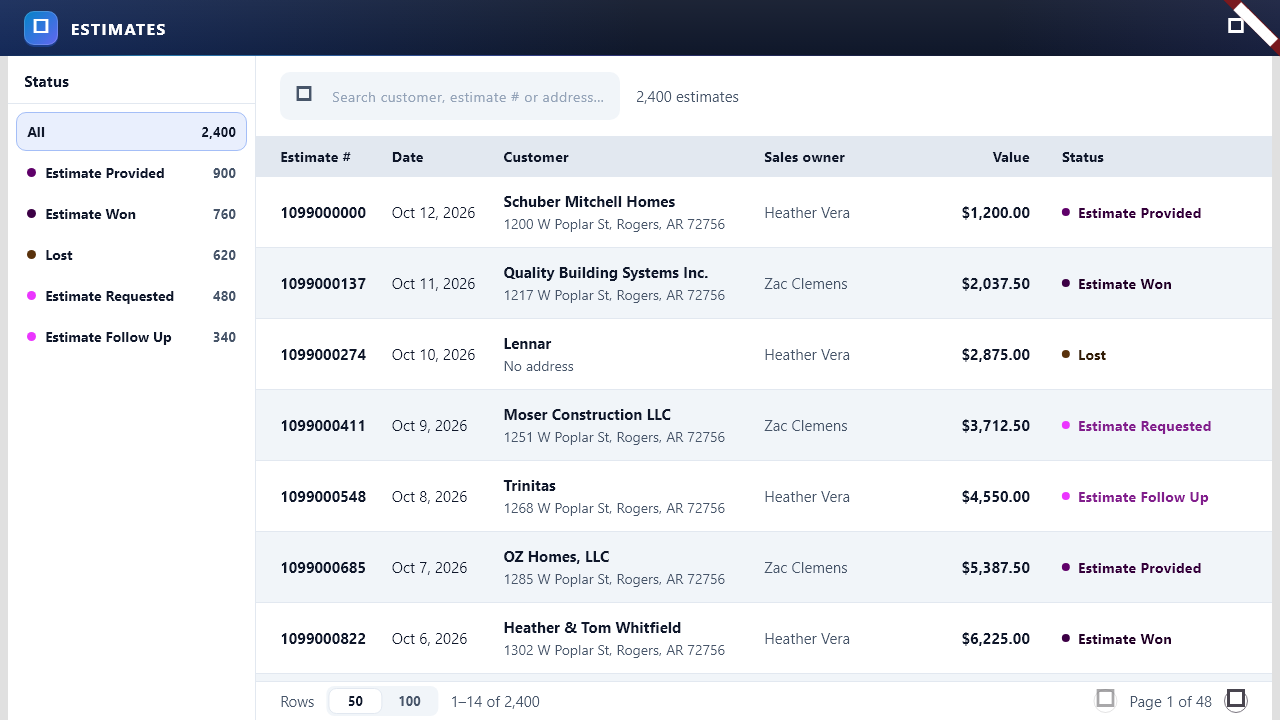 ESTIMATES
Status
All 2,400
Estimate Provided 900
Estimate Won 760
Lost 620
Estimate Requested 480
Estimate Follow Up 340
Search customer, estimate # or address... 2,400 estimates
Estimate # Date Customer Sales owner Value Status
1099000000 Oct 12, 2026 Schuber Mitchell Homes Heather Vera $1,200.00 Estimate Provided
1200 W Poplar St, Rogers, AR 72756
1099000137 Oct 11, 2026 Quality Building Systems Inc. Zac Clemens $2,037.50 Estimate Won
1217 W Poplar St, Rogers, AR 72756
1099000274 Oct 10, 2026 Lennar Heather Vera $2,875.00 Lost
No address
1099000411 Oct 9, 2026 Moser Construction LLC Zac Clemens $3,712.50 Estimate Requested
1251 W Poplar St, Rogers, AR 72756
1099000548 Oct 8, 2026 Trinitas Heather Vera $4,550.00 Estimate Follow Up
1268 W Poplar St, Rogers, AR 72756
1099000685 Oct 7, 2026 OZ Homes, LLC Zac Clemens $5,387.50 Estimate Provided
1285 W Poplar St, Rogers, AR 72756
1099000822 Oct 6, 2026 Heather & Tom Whitfield Heather Vera $6,225.00 Estimate Won
1302 W Poplar St, Rogers, AR 72756
Rows 50 100 1–14 of 2,400 Page 1 of 48